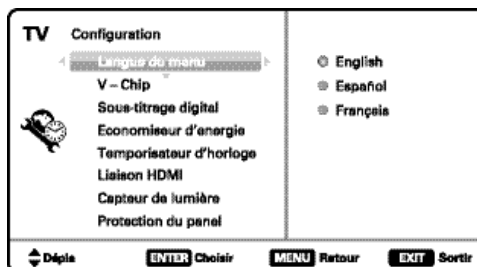 TV Configuration
Langue du menu
English
V - Chip
Español
Sous-titrage digital
Français
Economiseur d'energie
Temporisateur d'horloge
Liaison HDMI
Capteur de lumière
Protection du panel
Dépla ENTER Choisir MENU Retour EXIT Sortir